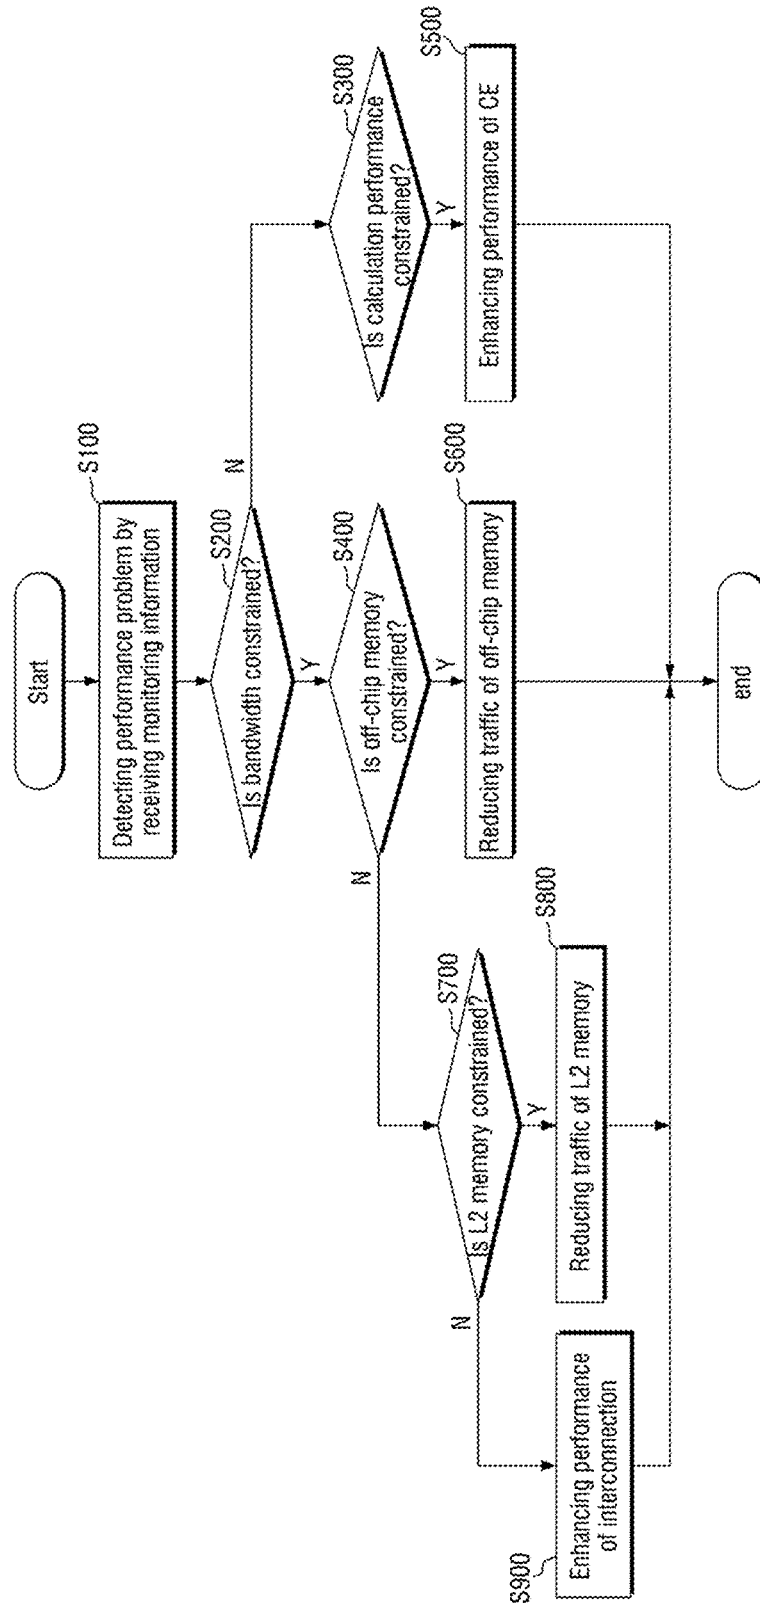 Start
S100
Detecting performance problem by
receiving monitoring information
S200
Is bandwidth constrained?
N
Y
S300
Is calculation performance
constrained?
Y
S400
Is off-chip memory
constrained?
N
Y
S500
Enhancing performance of CE
S600
Reducing traffic of off-chip memory
S700
Is L2 memory constrained?
N
Y
S800
Reducing traffic of L2 memory
S900
Enhancing performance
of interconnection
end